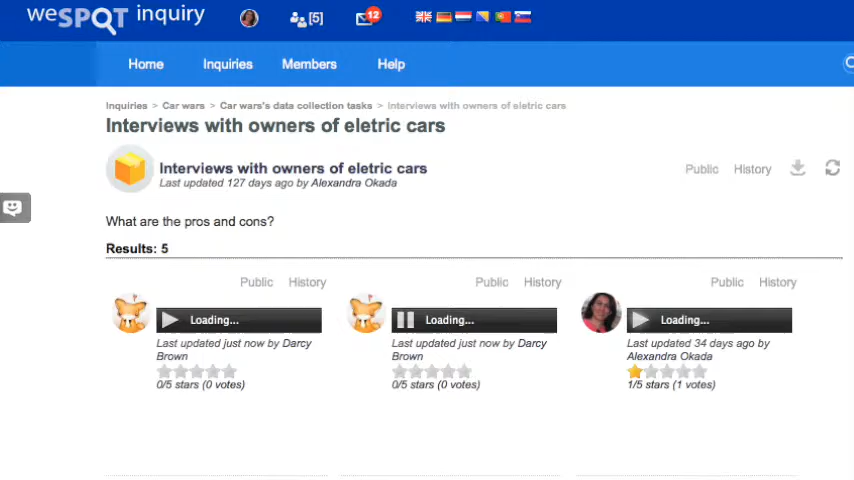 weSPOT inquiry [5] 12
Home Inquiries Members Help
Inquiries > Car wars > Car wars's data collection tasks > Interviews with owners of eletric cars
Interviews with owners of eletric cars
Interviews with owners of eletric cars
Public History
Last updated 127 days ago by Alexandra Okada
What are the pros and cons?
Results: 5
Public History
Loading...
Last updated just now by Darcy
Brown
0/5 stars (0 votes)
Public History
Loading...
Last updated just now by Darcy
Brown
0/5 stars (0 votes)
Public History
Loading...
Last updated 34 days ago by
Alexandra Okada
1/5 stars (1 votes)